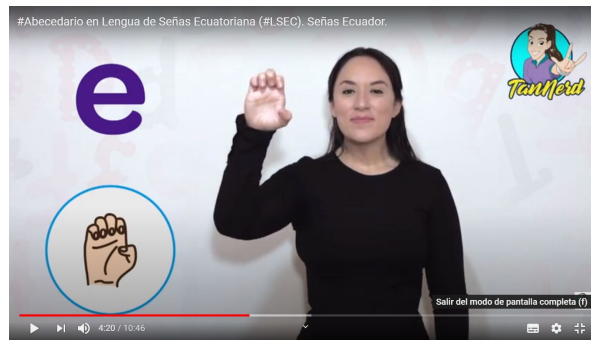 #Abecedario en Lengua de Señas Ecuatoriana (#LSEC). Señas Ecuador.
e
TanNerd
Salir del modo de pantalla completa (f)
4:20 / 10:46